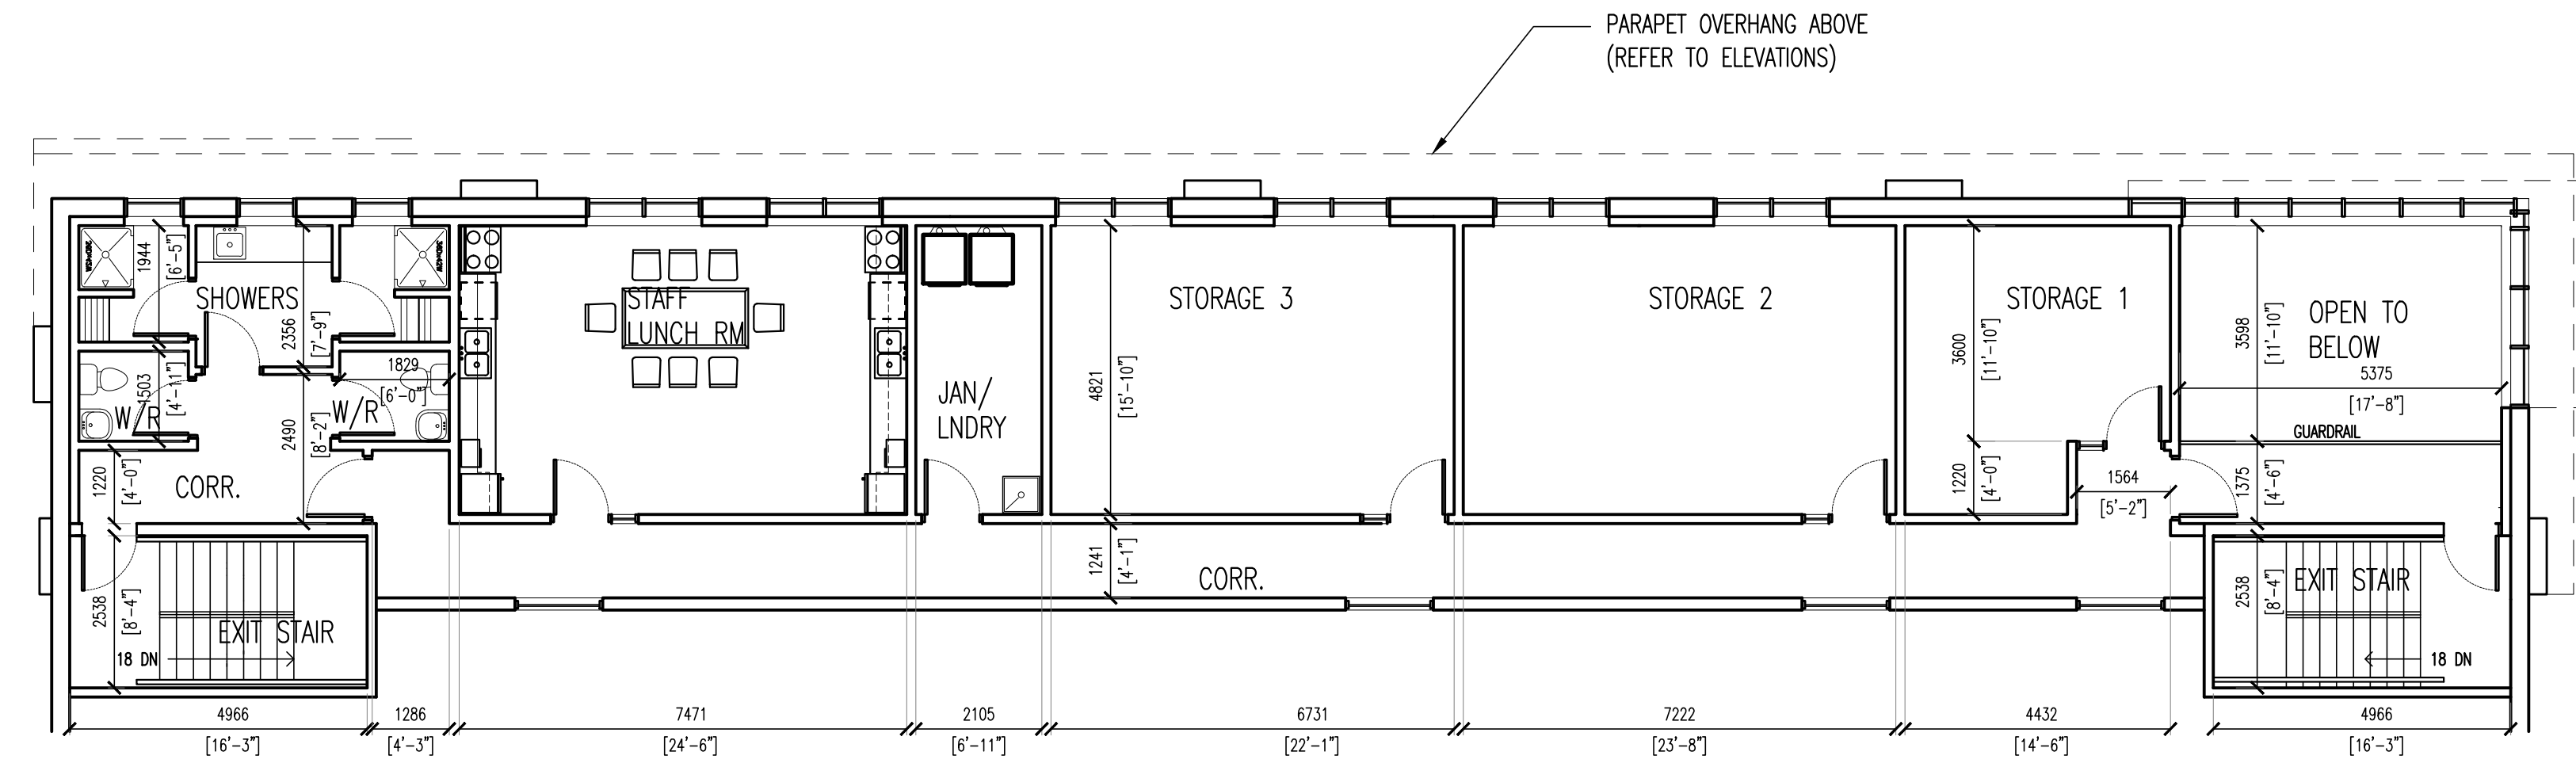 PARAPET OVERHANG ABOVE
(REFER TO ELEVATIONS)
1944
[6'-5"]
SHOWERS
2356
[7'-9"]
1503
[4'-11"]
W/R
1829
[6'-0"]
W/R
2490
[8'-2"]
1220
[4'-0"]
CORR.
2538
[8'-4"]
EXIT STAIR
18 DN
STAFF
LUNCH RM
JAN/
LNDRY
STORAGE 3
4821
[15'-10"]
1241
[4'-1"]
CORR.
STORAGE 2
STORAGE 1
3600
[11'-10"]
1220
[4'-0"]
1564
[5'-2"]
OPEN TO
BELOW
3598
[11'-10"]
5375
[17'-8"]
GUARDRAIL
1375
[4'-6"]
2538
[8'-4"]
EXIT STAIR
18 DN
4966
[16'-3"]
1286
[4'-3"]
7471
[24'-6"]
2105
[6'-11"]
6731
[22'-1"]
7222
[23'-8"]
4432
[14'-6"]
4966
[16'-3"]